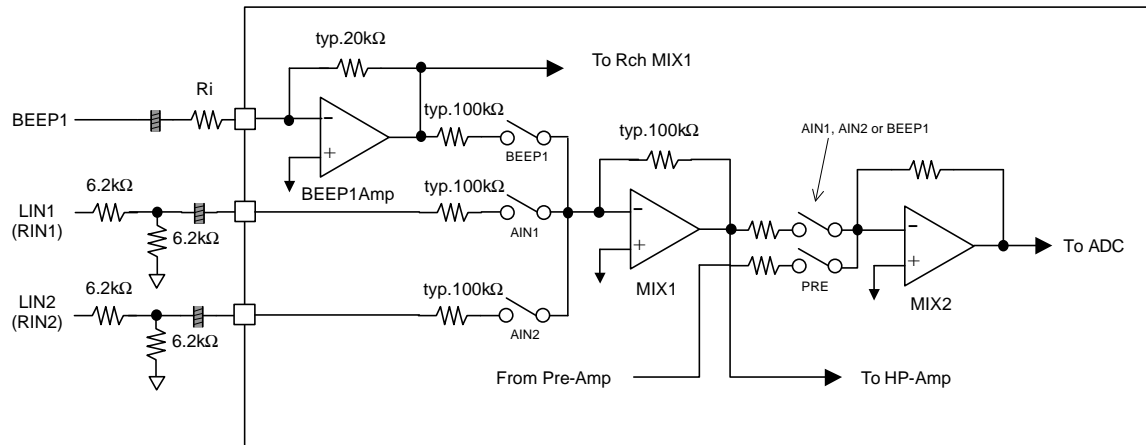 typ.20kΩ
To Rch MIX1
Ri
BEEP1
−
+
typ.100kΩ
BEEP1
BEEP1Amp
typ.100kΩ
AIN1, AIN2 or BEEP1
6.2kΩ
LIN1
(RIN1)
6.2kΩ
typ.100kΩ
AIN1
−
+
MIX1
PRE
−
+
MIX2
To ADC
6.2kΩ
LIN2
(RIN2)
6.2kΩ
typ.100kΩ
AIN2
From Pre-Amp
To HP-Amp